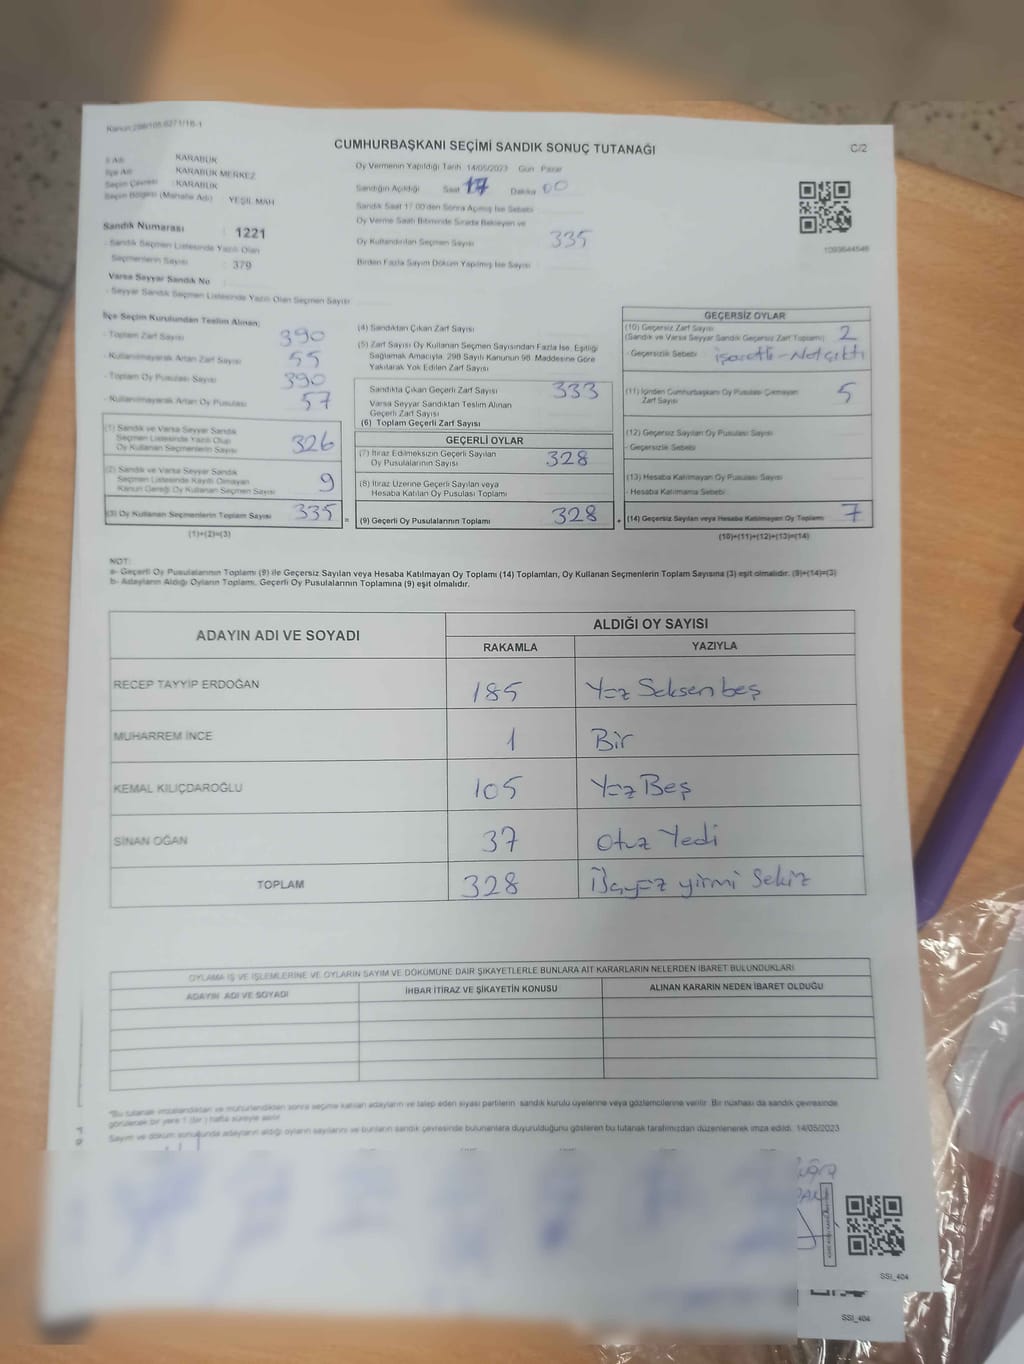 Kanun:298/105,6271/18-1
CUMHURBAŞKANI SEÇİMİ SANDIK SONUÇ TUTANAĞI
C/2
İl Adı KARABÜK
İlçe Adı KARABÜK MERKEZ
Seçim Çevresi : KARABÜK
Seçim Bölgesi (Mahalle Adı) YEŞİL MAH
Sandık Numarası : 1221
- Sandık Seçmen Listesinde Yazılı Olan
Seçmenlerin Sayısı : 379
Varsa Seyyar Sandık No
- Seyyar Sandık Seçmen Listesinde Yazılı Olan Seçmen Sayısı
Oy Vermenin Yapıldığı Tarih 14/05/2023 Gün Pazar
Sandığın Açıldığı Saat 17 Dakika 00
Sandık Saat 17:00'den Sonra Açılmış İse Sebebi
Oy Verme Saati Bitiminde Sırada Bekleyen ve
Oy Kullandırılan Seçmen Sayısı 335
Birden Fazla Sayım Döküm Yapılmış İse Sayısı
1093644546
İlçe Seçim Kurulundan Teslim Alınan;
- Toplam Zarf Sayısı 390
- Kullanılmayarak Artan Zarf Sayısı 55
- Toplam Oy Pusulası Sayısı 390
- Kullanılmayarak Artan Oy Pusulası 57
(1) Sandık ve Varsa Seyyar Sandık
Seçmen Listesinde Yazılı Olup
Oy Kullanan Seçmenlerin Sayısı 326
(2) Sandık ve Varsa Seyyar Sandık
Seçmen Listesinde Kayıtlı Olmayan
Kanun Gereği Oy Kullanan Seçmen Sayısı 9
(3) Oy Kullanan Seçmenlerin Toplam Sayısı 335 =
(1)+(2)=(3)
(4) Sandıktan Çıkan Zarf Sayısı
(5) Zarf Sayısı Oy Kullanan Seçmen Sayısından Fazla İse, Eşitliği
Sağlamak Amacıyla, 298 Sayılı Kanunun 98. Maddesine Göre
Yakılarak Yok Edilen Zarf Sayısı
Sandıkta Çıkan Geçerli Zarf Sayısı 333
Varsa Seyyar Sandıktan Teslim Alınan
Geçerli Zarf Sayısı
(6) Toplam Geçerli Zarf Sayısı
GEÇERLİ OYLAR
(7) İtiraz Edilmeksizin Geçerli Sayılan
Oy Pusulalarının Sayısı 328
(8) İtiraz Üzerine Geçerli Sayılan veya
Hesaba Katılan Oy Pusulası Toplamı
(9) Geçerli Oy Pusulalarının Toplamı 328 +
GEÇERSİZ OYLAR
(10) Geçersiz Zarf Sayısı
(Sandık ve Varsa Seyyar Sandık Geçersiz Zarf Toplamı) 2
- Geçersizlik Sebebi işaretli - Not çıktı
(11) İçinden Cumhurbaşkanı Oy Pusulası Çıkmayan
Zarf Sayısı 5
(12) Geçersiz Sayılan Oy Pusulası Sayısı
- Geçersizlik Sebebi
(13) Hesaba Katılmayan Oy Pusulası Sayısı
- Hesaba Katılmama Sebebi
(14) Geçersiz Sayılan veya Hesaba Katılmayan Oy Toplamı 7
(10)+(11)+(12)+(13)=(14)
NOT:
a- Geçerli Oy Pusulalarının Toplamı (9) ile Geçersiz Sayılan veya Hesaba Katılmayan Oy Toplamı (14) Toplamları, Oy Kullanan Seçmenlerin Toplam Sayısına (3) eşit olmalıdır. (9)+(14)=(3)
b- Adayların Aldığı Oyların Toplamı, Geçerli Oy Pusulalarının Toplamına (9) eşit olmalıdır.
ADAYIN ADI VE SOYADI
ALDIĞI OY SAYISI
RAKAMLA YAZIYLA
RECEP TAYYİP ERDOĞAN 185 Yüz Seksen beş
MUHARREM İNCE 1 Bir
KEMAL KILIÇDAROĞLU 105 Yüz Beş
SİNAN OĞAN 37 Otuz Yedi
TOPLAM 328 Üçyüz yirmi Sekiz
OYLAMA İŞ VE İŞLEMLERİNE VE OYLARIN SAYIM VE DÖKÜMÜNE DAİR ŞİKAYETLERLE BUNLARA AİT KARARLARIN NELERDEN İBARET BULUNDUKLARI
ADAYIN ADI VE SOYADI İHBAR İTİRAZ VE ŞİKAYETİN KONUSU ALINAN KARARIN NEDEN İBARET OLDUĞU
*Bu tutanak imzalandıktan ve mühürlendikten sonra seçime katılan adayların ve talep eden siyasi partilerin sandık kurulu üyelerine veya gözlemcilerine verilir. Bir nüshası da sandık çevresinde
görülecek bir yere 1 (bir) hafta süreyle asılır.
Sayım ve döküm sonucunda adayların aldığı oyların sayılarını ve bunların sandık çevresinde bulunanlara duyurulduğunu gösteren bu tutanak tarafımızdan düzenlenerek imza edildi. 14/05/2023
SSI_404
SSI_404